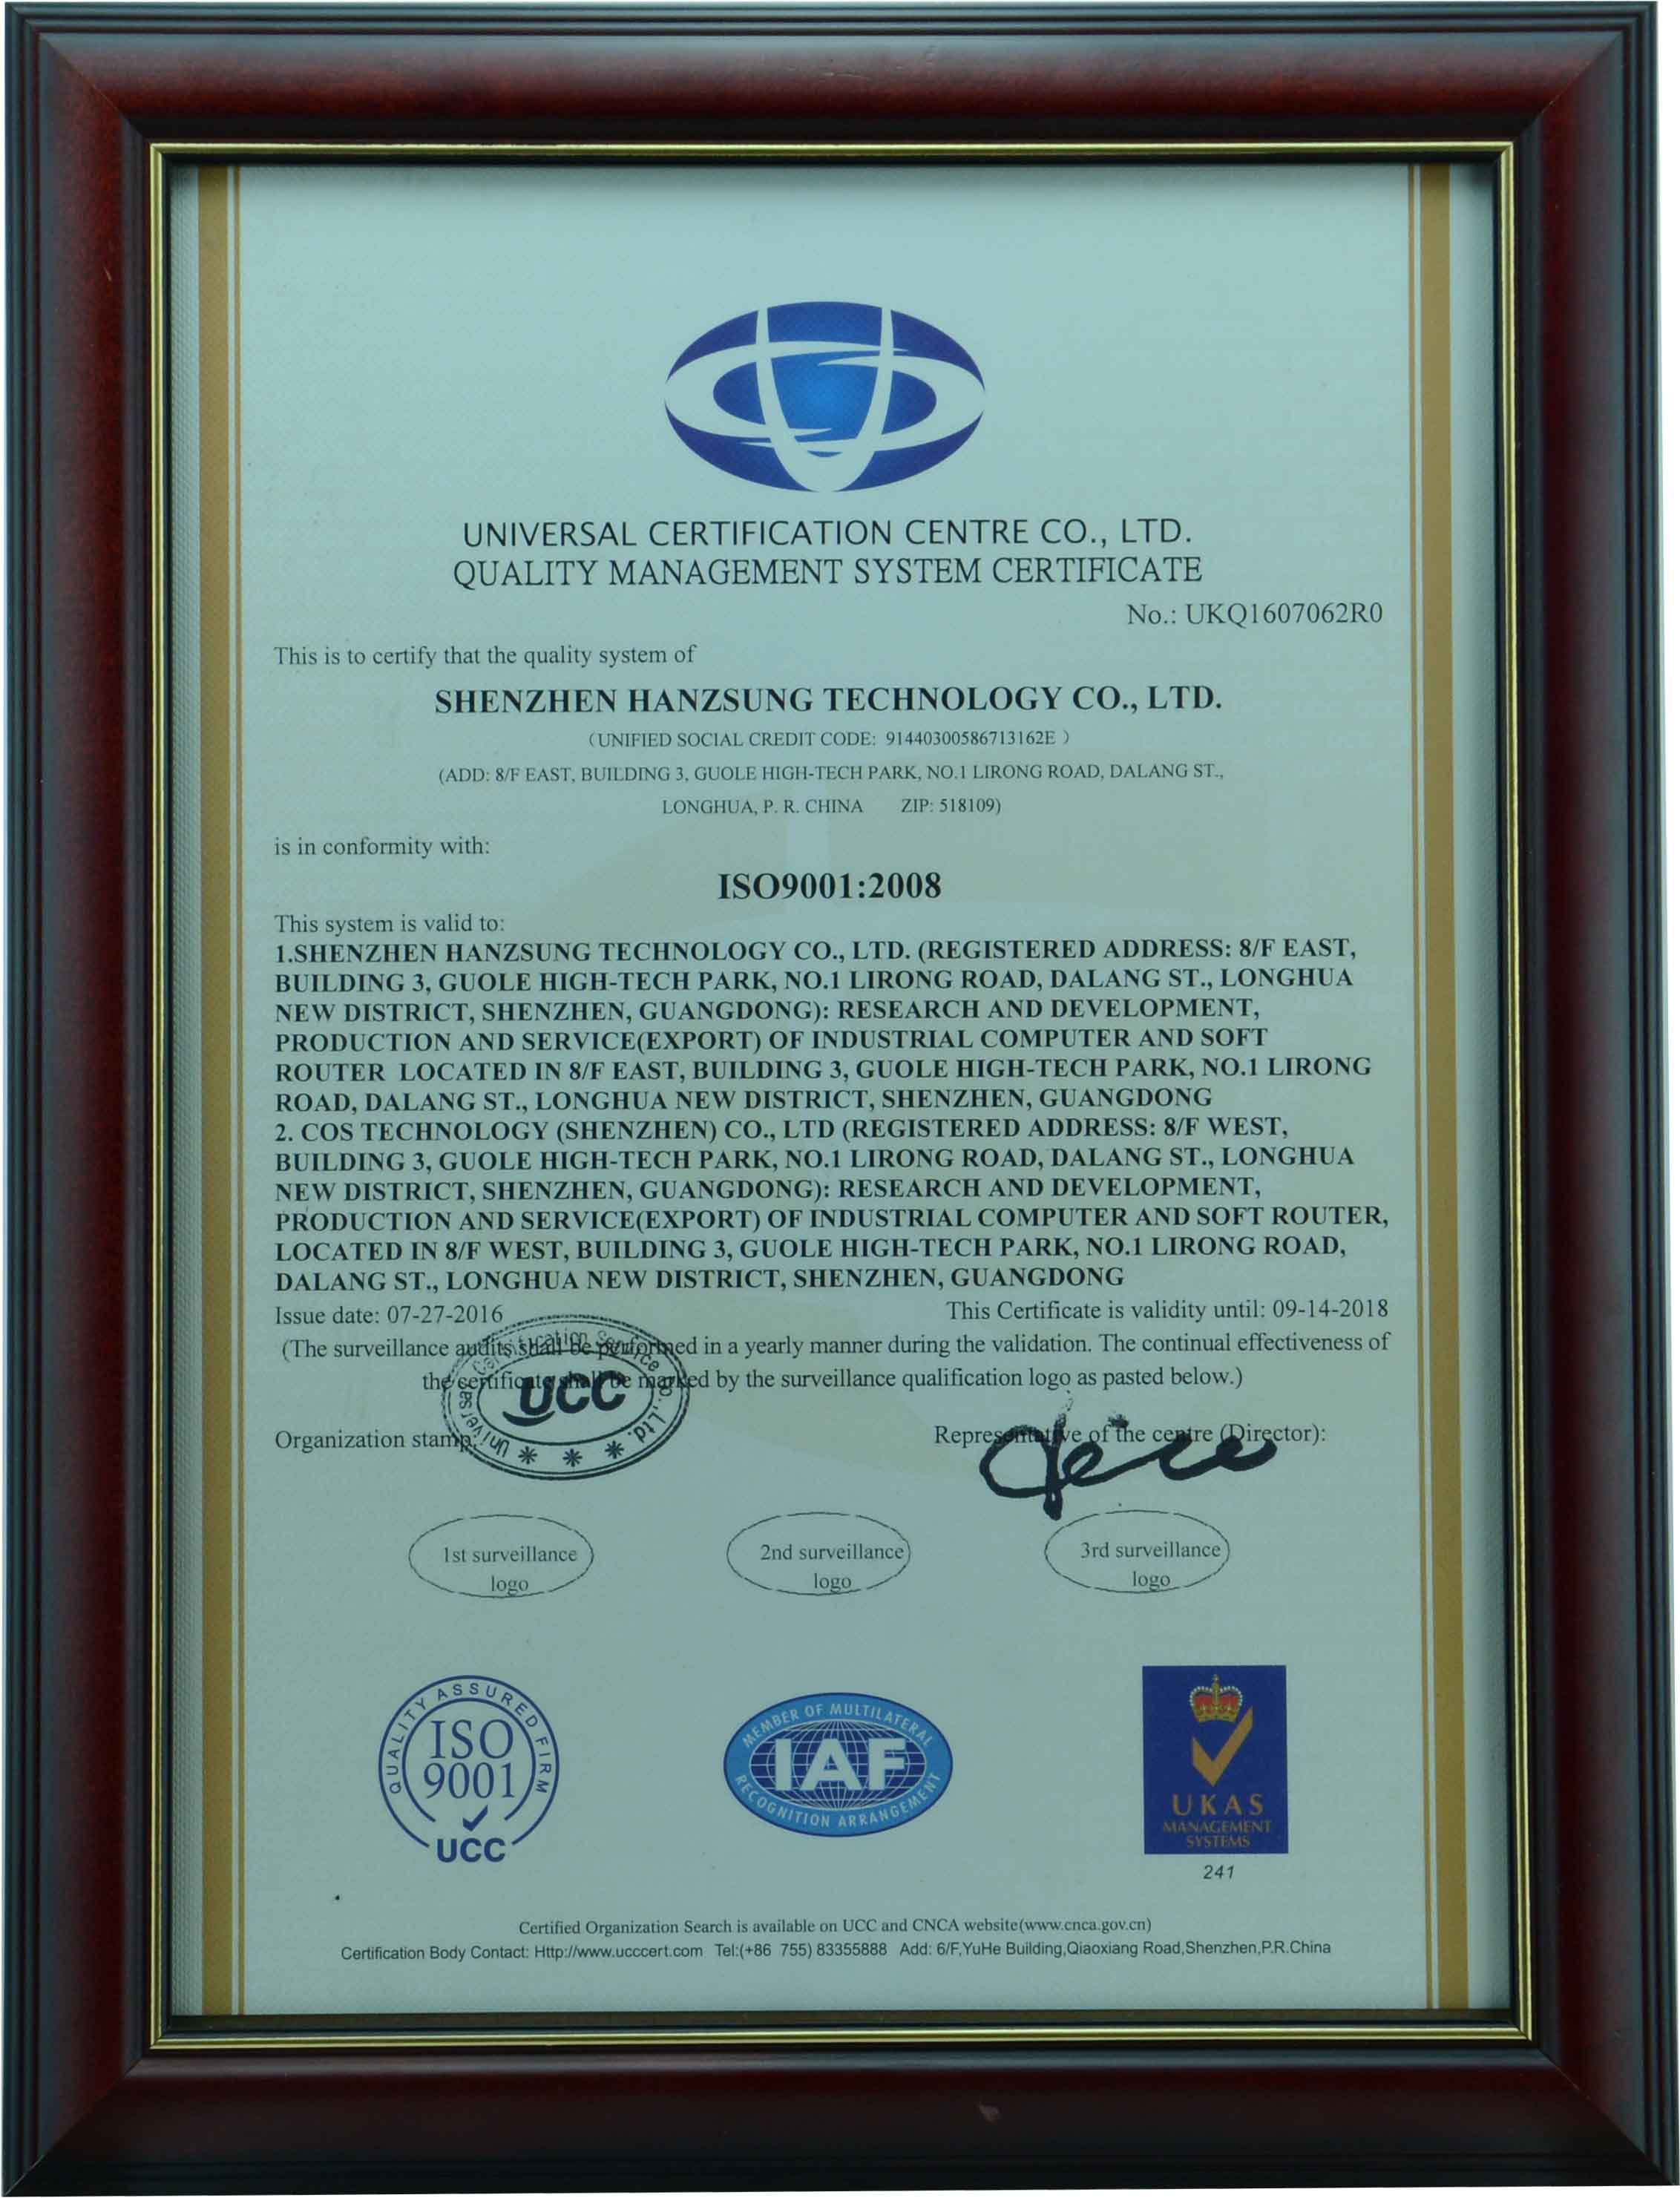 UNIVERSAL CERTIFICATION CENTRE CO., LTD.
QUALITY MANAGEMENT SYSTEM CERTIFICATE
No.: UKQ1607062R0
This is to certify that the quality system of
SHENZHEN HANZSUNG TECHNOLOGY CO., LTD.
(UNIFIED SOCIAL CREDIT CODE: 91440300586713162E )
(ADD: 8/F EAST, BUILDING 3, GUOLE HIGH-TECH PARK, NO.1 LIRONG ROAD, DALANG ST.,
LONGHUA, P. R. CHINA ZIP: 518109)
is in conformity with:
ISO9001:2008
This system is valid to:
1.SHENZHEN HANZSUNG TECHNOLOGY CO., LTD. (REGISTERED ADDRESS: 8/F EAST,
BUILDING 3, GUOLE HIGH-TECH PARK, NO.1 LIRONG ROAD, DALANG ST., LONGHUA
NEW DISTRICT, SHENZHEN, GUANGDONG): RESEARCH AND DEVELOPMENT,
PRODUCTION AND SERVICE(EXPORT) OF INDUSTRIAL COMPUTER AND SOFT
ROUTER LOCATED IN 8/F EAST, BUILDING 3, GUOLE HIGH-TECH PARK, NO.1 LIRONG
ROAD, DALANG ST., LONGHUA NEW DISTRICT, SHENZHEN, GUANGDONG
2. COS TECHNOLOGY (SHENZHEN) CO., LTD (REGISTERED ADDRESS: 8/F WEST,
BUILDING 3, GUOLE HIGH-TECH PARK, NO.1 LIRONG ROAD, DALANG ST., LONGHUA
NEW DISTRICT, SHENZHEN, GUANGDONG): RESEARCH AND DEVELOPMENT,
PRODUCTION AND SERVICE(EXPORT) OF INDUSTRIAL COMPUTER AND SOFT ROUTER,
LOCATED IN 8/F WEST, BUILDING 3, GUOLE HIGH-TECH PARK, NO.1 LIRONG ROAD,
DALANG ST., LONGHUA NEW DISTRICT, SHENZHEN, GUANGDONG
Issue date: 07-27-2016 This Certificate is validity until: 09-14-2018
(The surveillance audits shall be performed in a yearly manner during the validation. The continual effectiveness of
the certificate shall be marked by the surveillance qualification logo as pasted below.)
Organization stamp: Representative of the centre (Director):
Universal Certification Service Co., Ltd.
UCC
1st surveillance
logo
2nd surveillance
logo
3rd surveillance
logo
QUALITY ASSURED FIRM
ISO
9001
UCC
MEMBER OF MULTILATERAL
IAF
RECOGNITION ARRANGEMENT
UKAS
MANAGEMENT
SYSTEMS
241
Certified Organization Search is available on UCC and CNCA website(www.cnca.gov.cn)
Certification Body Contact: Http://www.ucccert.com Tel:(+86 755) 83355888 Add: 6/F,YuHe Building,Qiaoxiang Road,Shenzhen,P.R.China